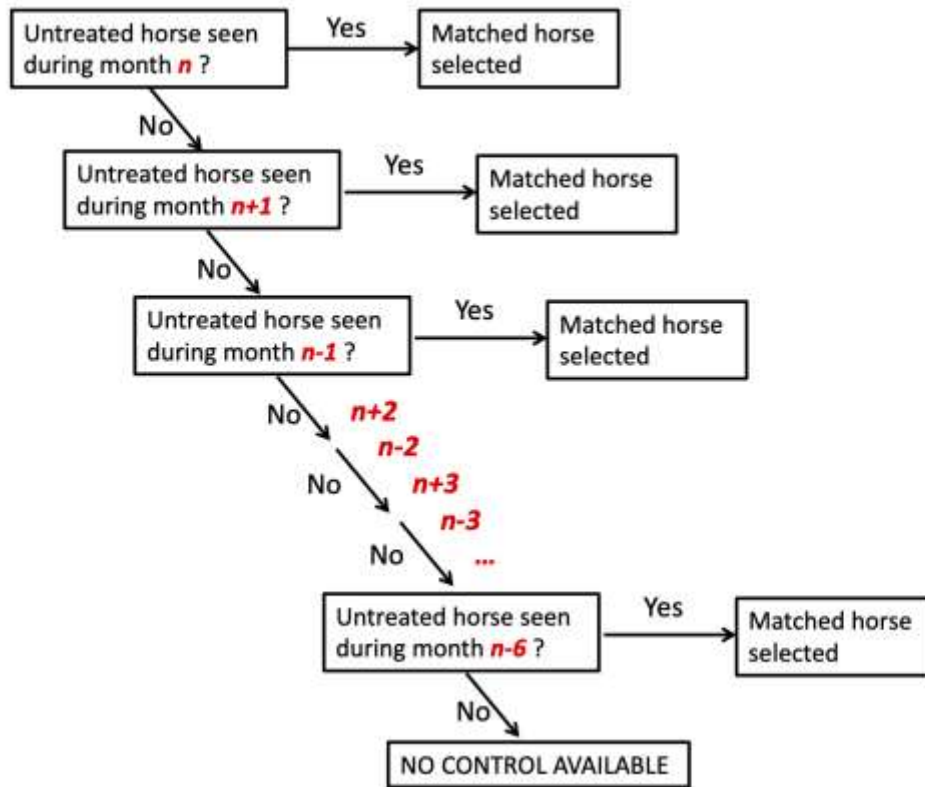 Untreated horse seen
during month n ?
Yes
Matched horse
selected
No
Untreated horse seen
during month n+1 ?
Yes
Matched horse
selected
No
Untreated horse seen
during month n-1 ?
Yes
Matched horse
selected
No
n+2
n-2
No
n+3
n-3
No
...
Untreated horse seen
during month n-6 ?
Yes
Matched horse
selected
No
NO CONTROL AVAILABLE